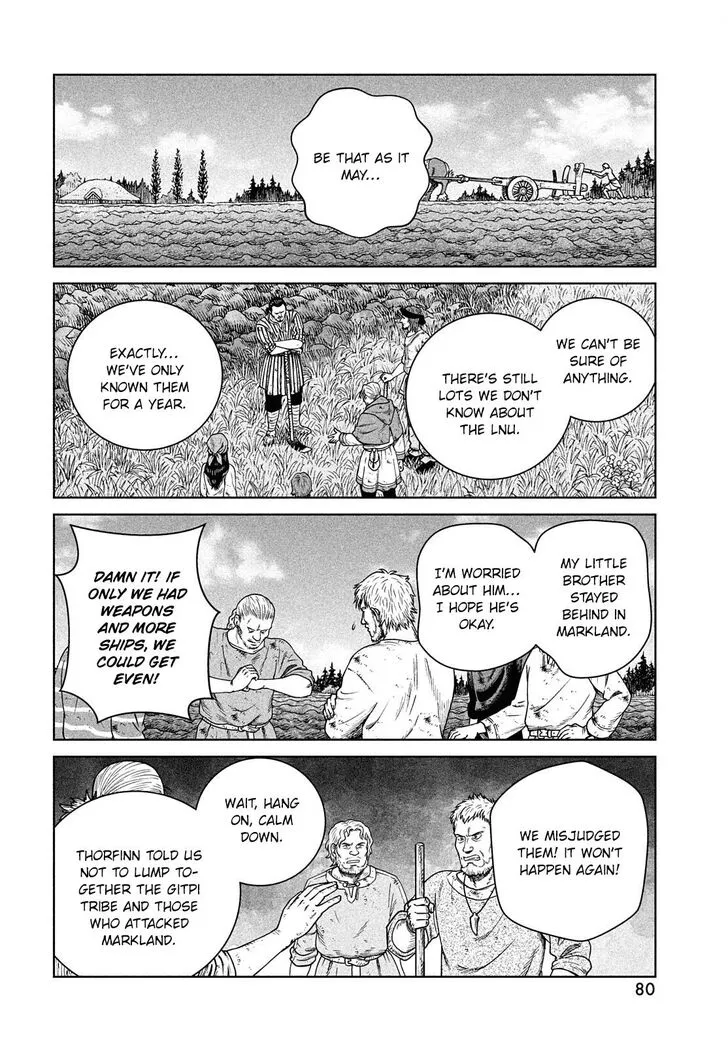 BE THAT AS IT
MAY...
WE CAN'T BE
SURE OF
ANYTHING.
THERE'S STILL
LOTS WE DON'T
KNOW ABOUT
THE LNU.
EXACTLY...
WE'VE ONLY
KNOWN THEM
FOR A YEAR.
MY LITTLE
BROTHER
STAYED
BEHIND IN
MARKLAND.
I'M WORRIED
ABOUT HIM...
I HOPE HE'S
OKAY.
DAMN IT! IF
ONLY WE HAD
WEAPONS
AND MORE
SHIPS, WE
COULD GET
EVEN!
WE MISJUDGED
THEM! IT WON'T
HAPPEN AGAIN!
WAIT, HANG
ON, CALM
DOWN.
THORFINN TOLD US
NOT TO LUMP TO-
GETHER THE GITPI
TRIBE AND THOSE
WHO ATTACKED
MARKLAND.
80